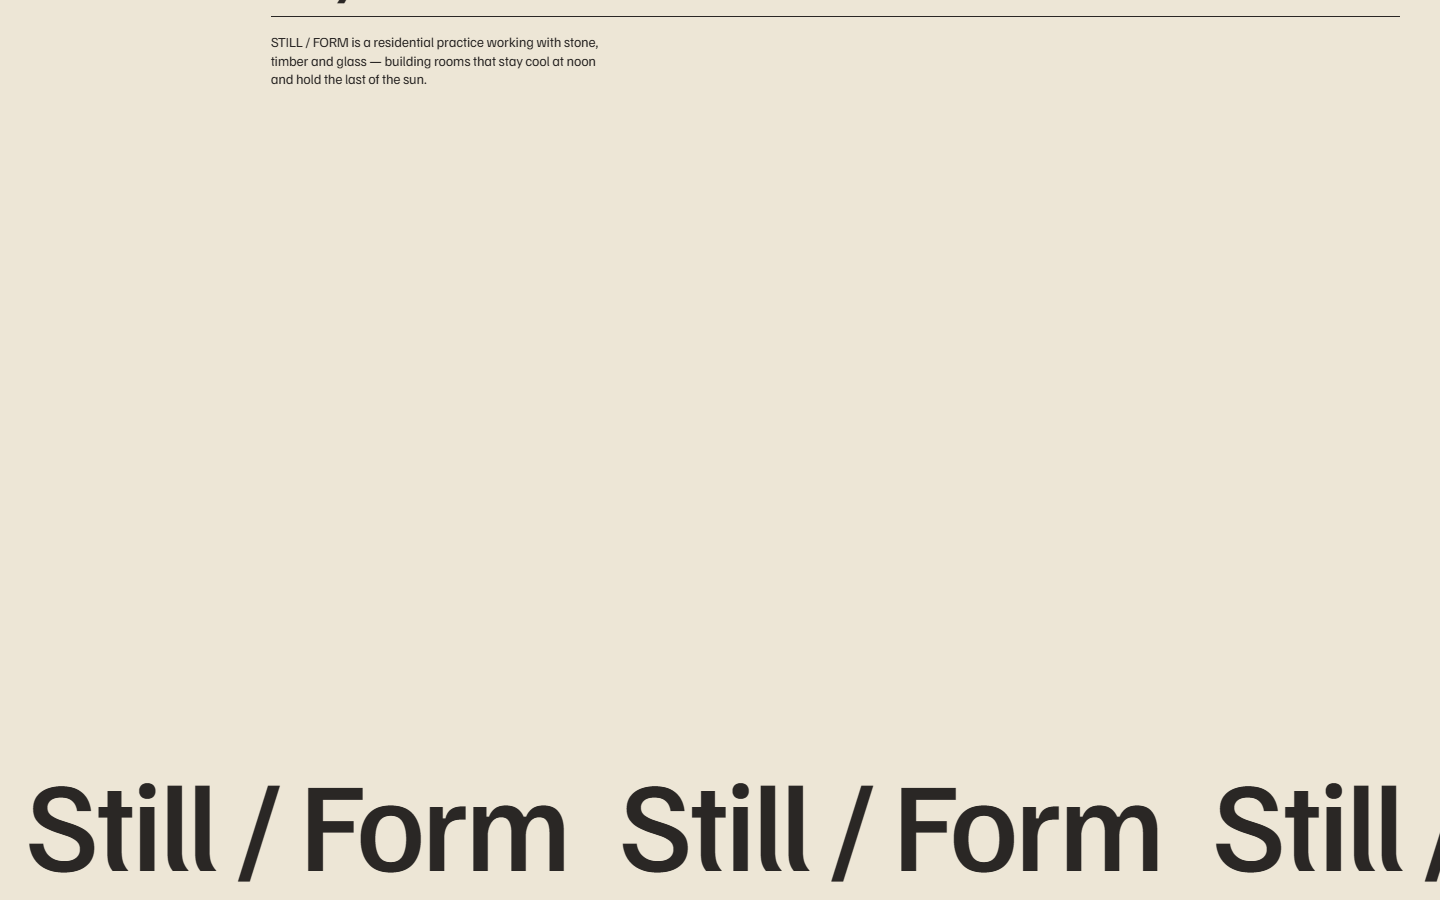 STILL / FORM is a residential practice working with stone,
timber and glass — building rooms that stay cool at noon
and hold the last of the sun.
Still / Form Still / Form Still /